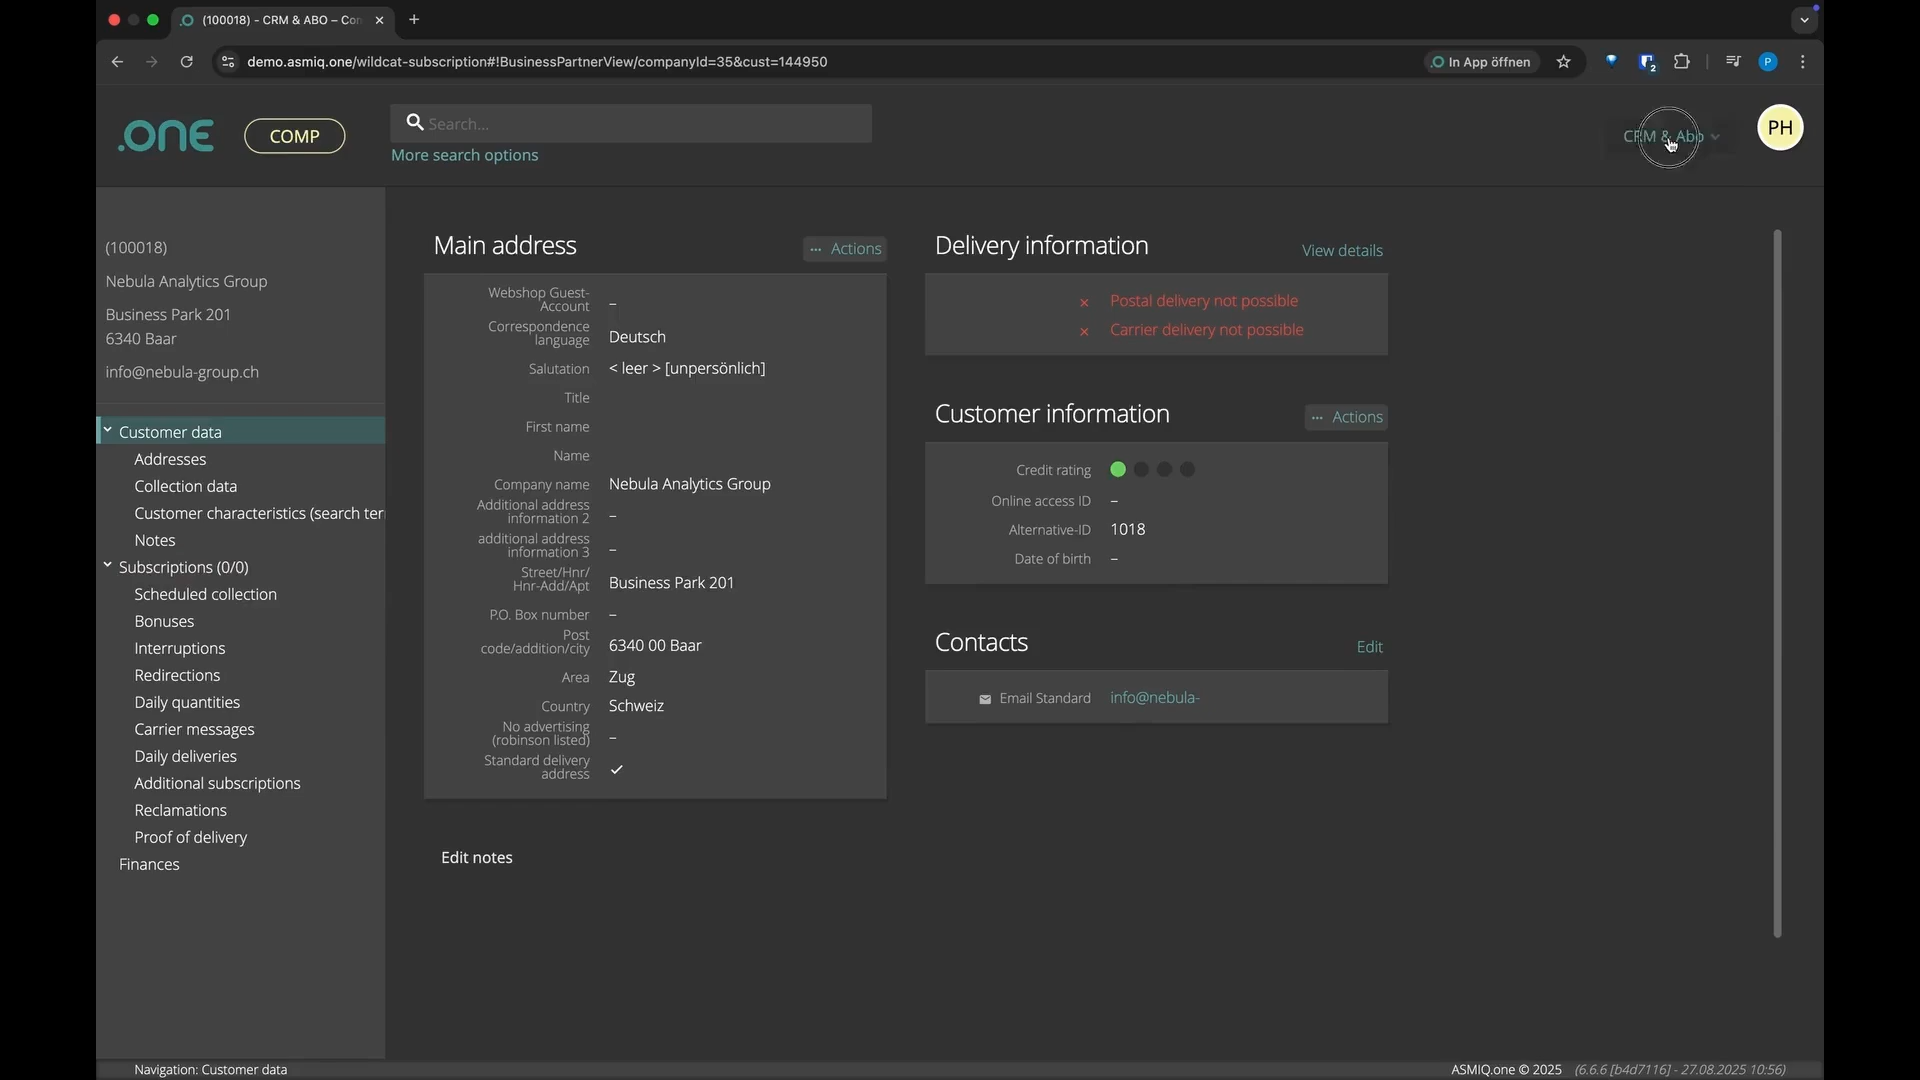 (100018) - CRM & ABO – Con
demo.asmiq.one/wildcat-subscription#!BusinessPartnerView/companyId=35&cust=144950
In App öffnen
2
P
.ONE
COMP
Search...
More search options
CRM & Abo
PH
(100018)
Nebula Analytics Group
Business Park 201
6340 Baar
info@nebula-group.ch
Customer data
Addresses
Collection data
Customer characteristics (search ter
Notes
Subscriptions (0/0)
Scheduled collection
Bonuses
Interruptions
Redirections
Daily quantities
Carrier messages
Daily deliveries
Additional subscriptions
Reclamations
Proof of delivery
Finances
Main address
Actions
Webshop Guest-
Account –
Correspondence
language Deutsch
Salutation < leer > [unpersönlich]
Title
First name
Name
Company name Nebula Analytics Group
Additional address
information 2 –
additional address
information 3 –
Street/Hnr/
Hnr-Add/Apt Business Park 201
P.O. Box number –
Post
code/addition/city 6340 00 Baar
Area Zug
Country Schweiz
No advertising
(robinson listed) –
Standard delivery
address
Edit notes
Delivery information
View details
Postal delivery not possible
Carrier delivery not possible
Customer information
Actions
Credit rating
Online access ID –
Alternative-ID 1018
Date of birth –
Contacts
Edit
Email Standard info@nebula-
Navigation: Customer data
ASMIQ.one © 2025 (6.6.6 [b4d7116] - 27.08.2025 10:56)